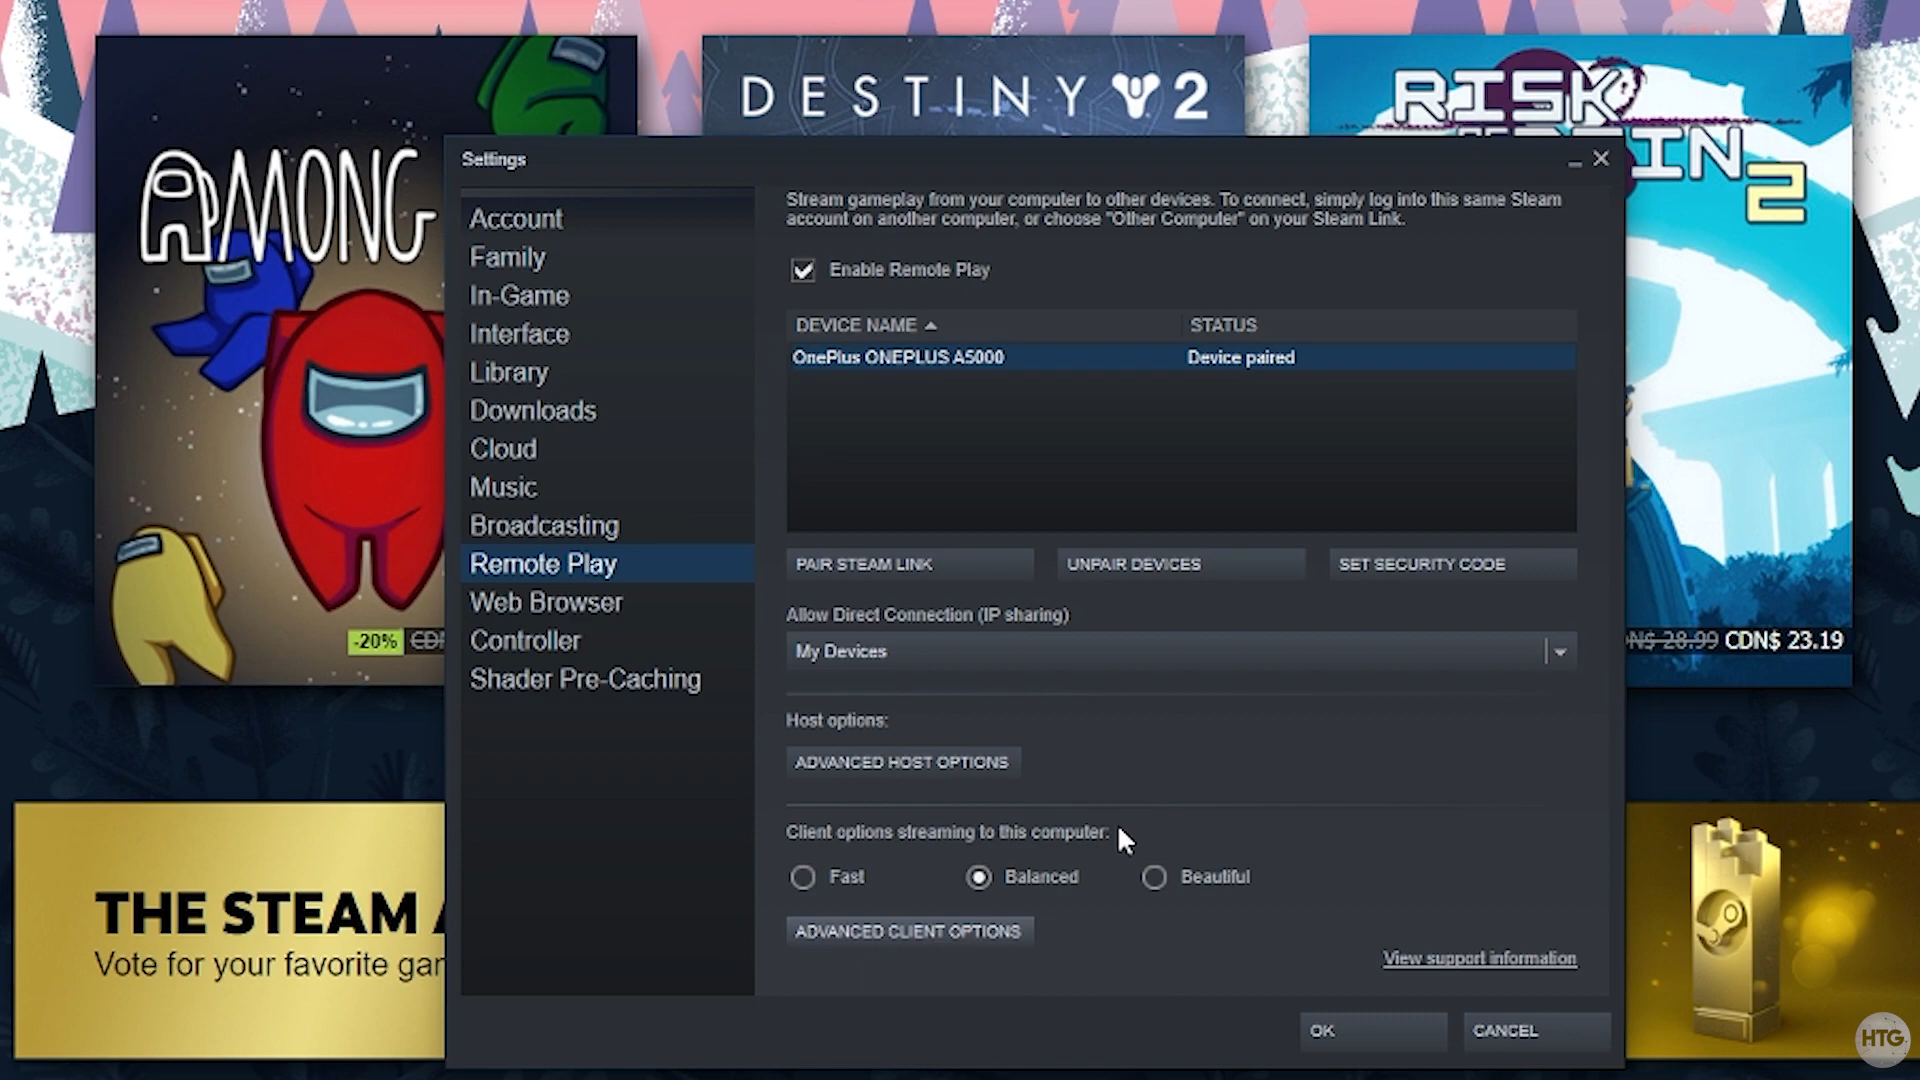 AMONG
DESTINY 2
RISK
RAIN 2
-20%
CDN$ 23.19
Settings
Account
Family
In-Game
Interface
Library
Downloads
Cloud
Music
Broadcasting
Remote Play
Web Browser
Controller
Shader Pre-Caching
Stream gameplay from your computer to other devices. To connect, simply log into this same Steam
account on another computer, or choose "Other Computer" on your Steam Link.
Enable Remote Play
DEVICE NAME STATUS
OnePlus ONEPLUS A5000 Device paired
PAIR STEAM LINK UNPAIR DEVICES SET SECURITY CODE
Allow Direct Connection (IP sharing)
My Devices
Host options:
ADVANCED HOST OPTIONS
Client options streaming to this computer:
Fast Balanced Beautiful
ADVANCED CLIENT OPTIONS
View support information
OK CANCEL
THE STEAM
Vote for your favorite
HTG